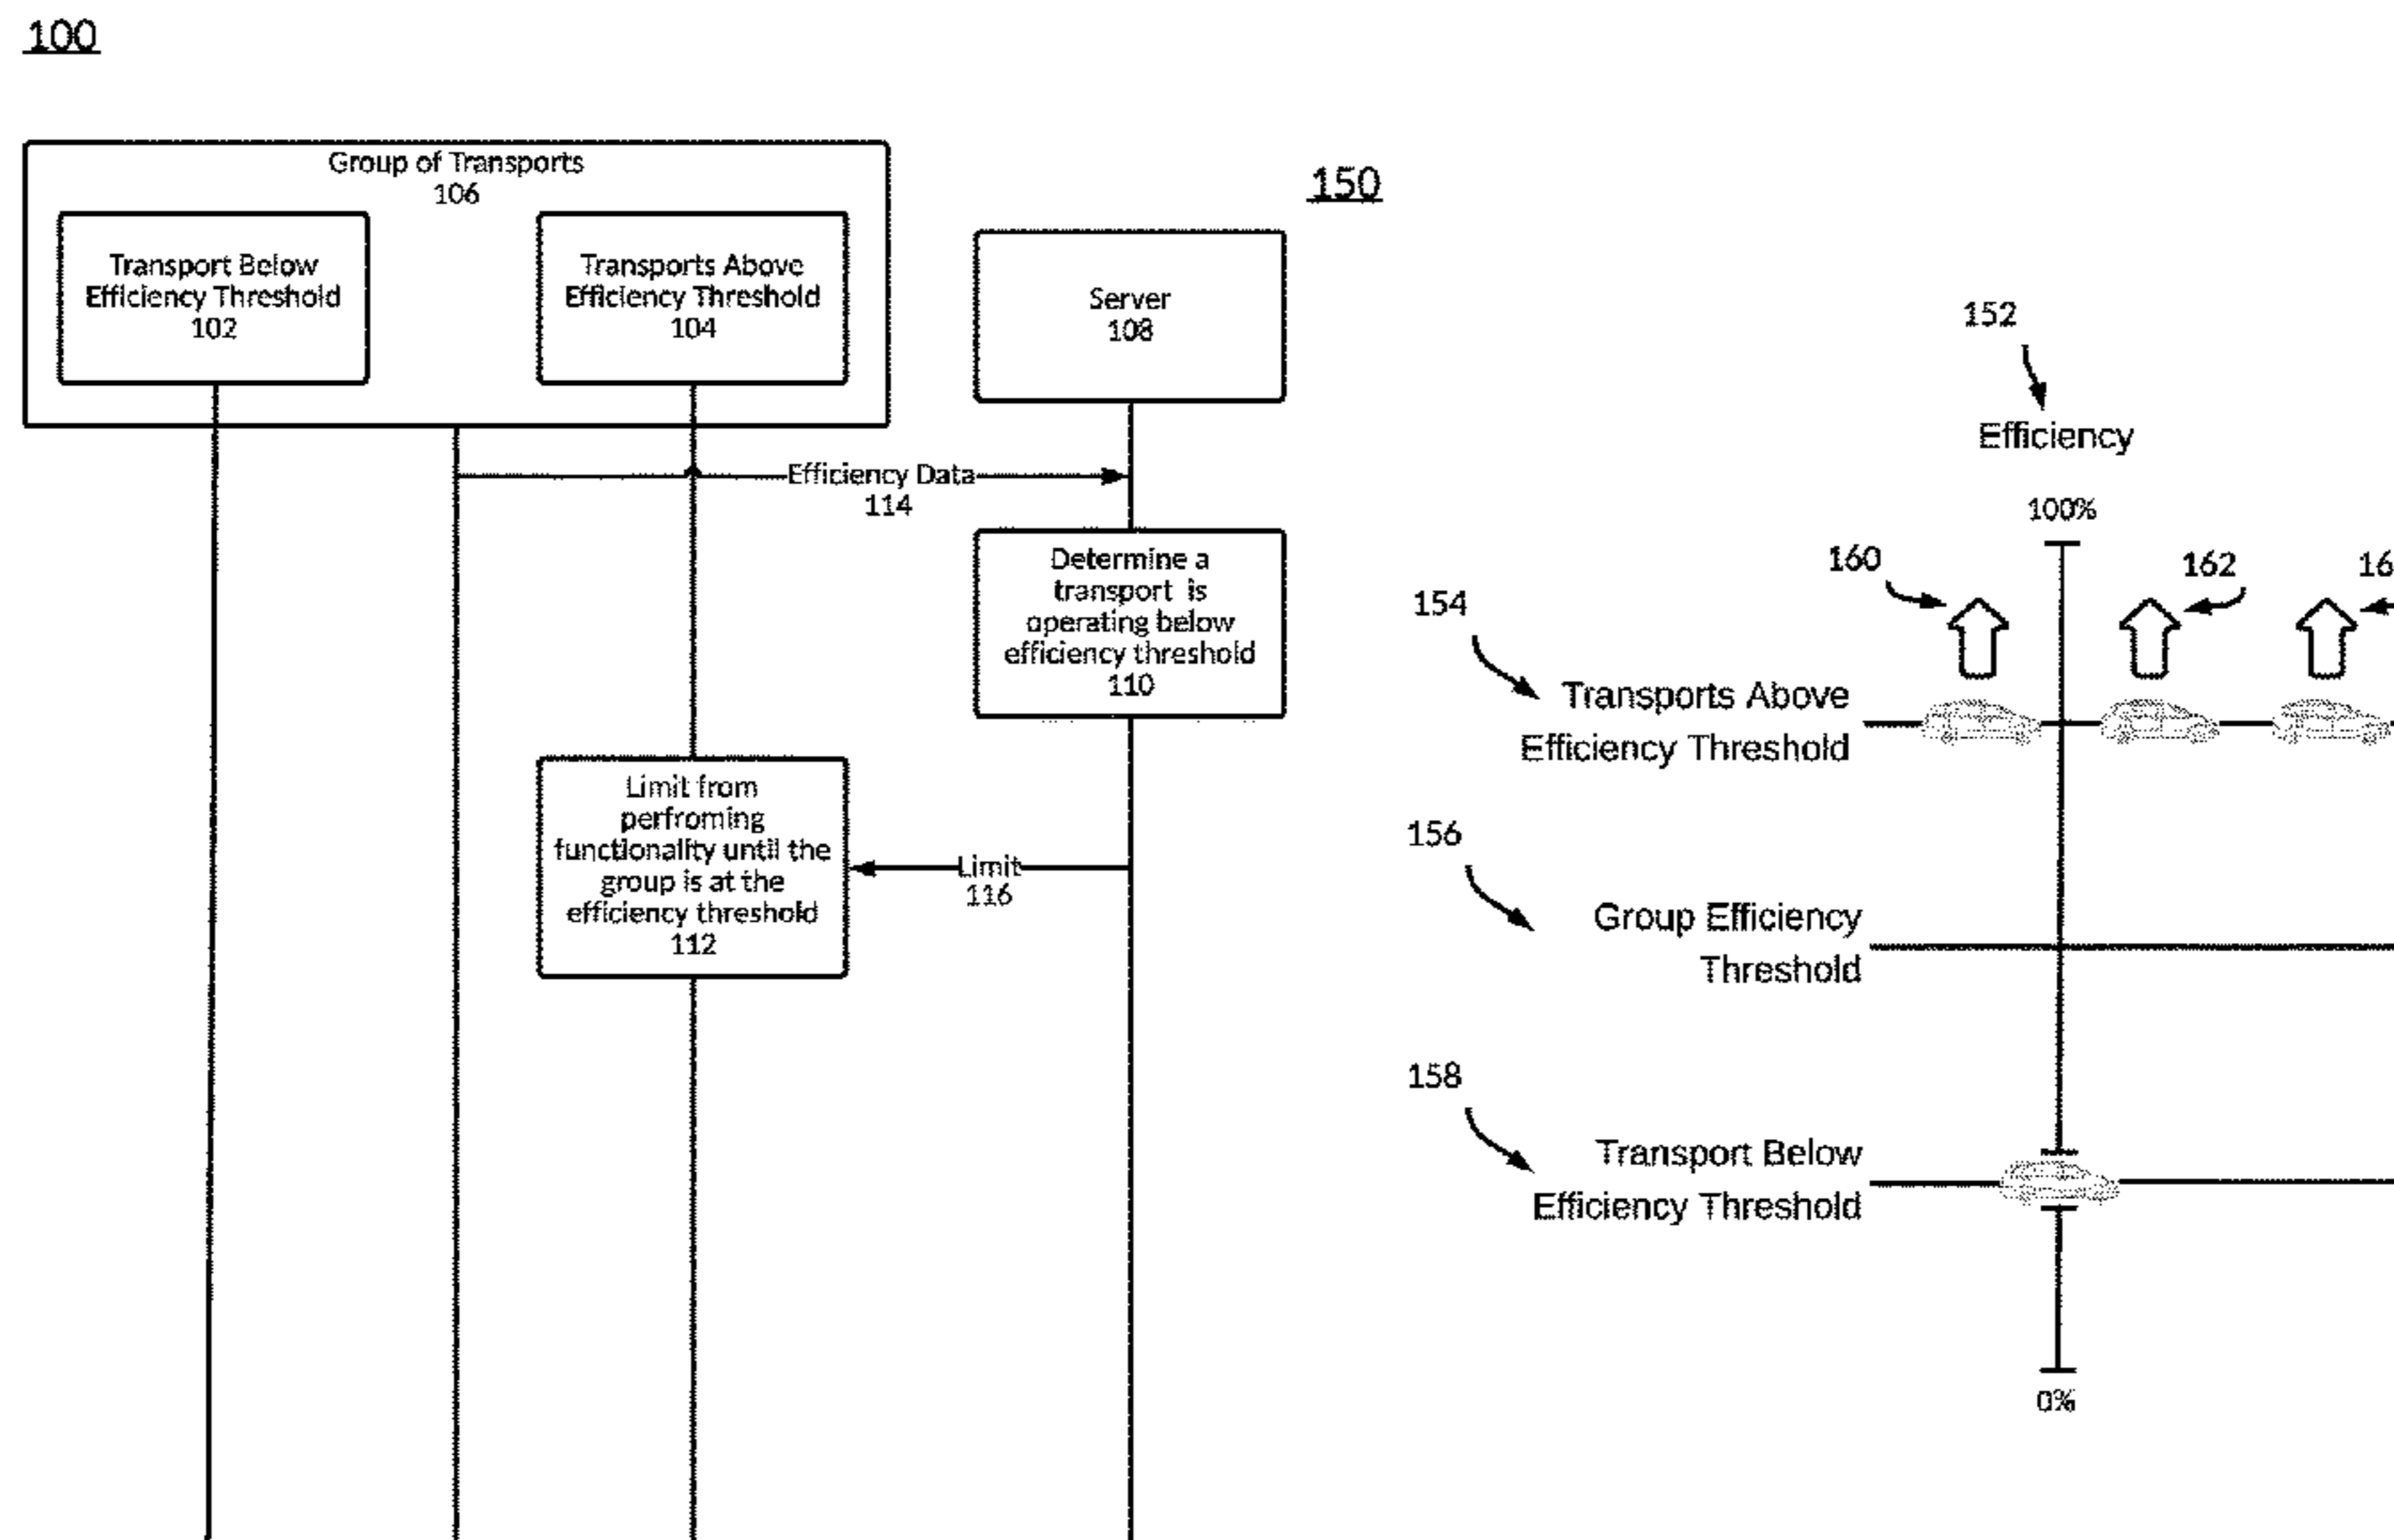 100
Group of Transports
106
Transport Below
Efficiency Threshold
102
Transports Above
Efficiency Threshold
104
Server
108
Efficiency Data
114
Determine a
transport is
operating below
efficiency threshold
110
Limit from
perfroming
functionality until the
group is at the
efficiency threshold
112
Limit
116
150
152
Efficiency
100%
160
162
16
154
Transports Above
Efficiency Threshold
156
Group Efficiency
Threshold
158
Transport Below
Efficiency Threshold
0%